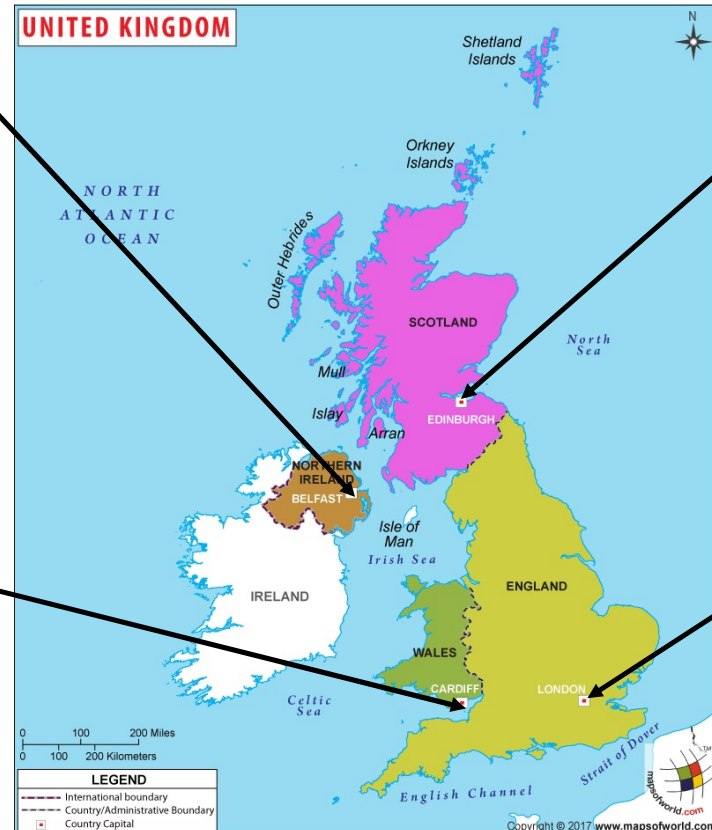 UNITED KINGDOM
N
Shetland
Islands
Orkney
Islands
NORTH
ATLANTIC
OCEAN
Outer Hebrides
SCOTLAND
North
Sea
Mull
Islay
Arran
EDINBURGH
NORTHERN
IRELAND
BELFAST
Isle of
Man
Irish Sea
ENGLAND
IRELAND
WALES
CARDIFF
LONDON
Celtic
Sea
Strait of Dover
English Channel
0 100 200 Miles
0 100 200 Kilometers
LEGEND
International boundary
Country/Administrative Boundary
Country Capital
TM
mapsofworld.com
Copyright © 2017 www.mapsofworld.com